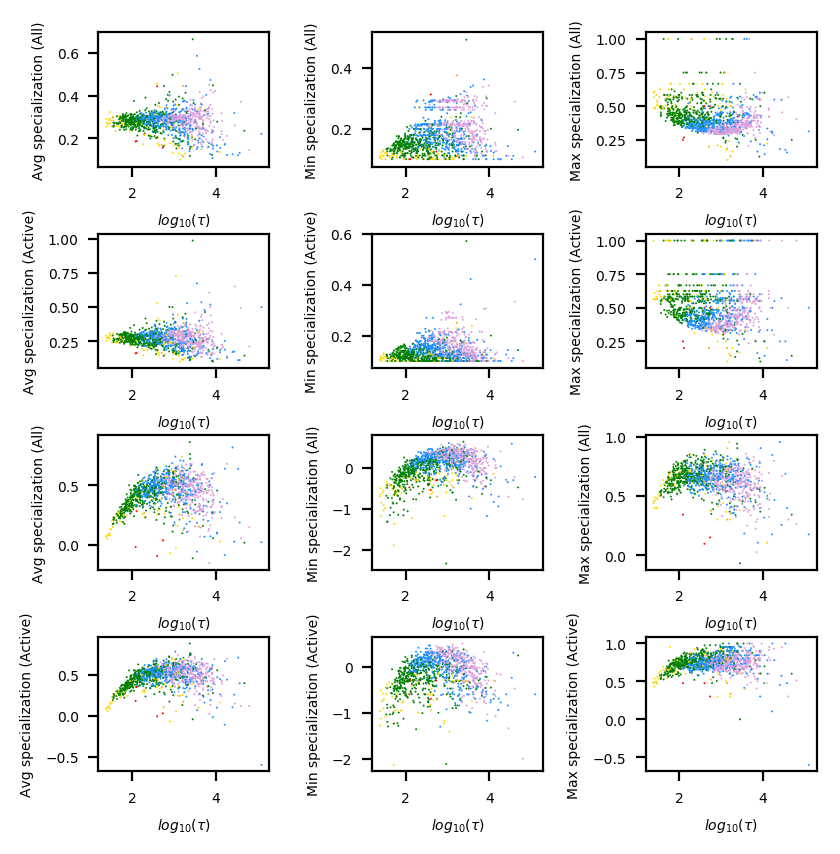 Avg specialization (All)
0.6
0.4
0.2
2
4
log10(τ)
Min specialization (All)
0.4
0.2
2
4
log10(τ)
Max specialization (All)
1.00
0.75
0.50
0.25
2
4
log10(τ)
Avg specialization (Active)
1.00
0.75
0.50
0.25
2
4
log10(τ)
Min specialization (Active)
0.6
0.4
0.2
2
4
log10(τ)
Max specialization (Active)
1.00
0.75
0.50
0.25
2
4
log10(τ)
Avg specialization (All)
0.5
0.0
2
4
log10(τ)
Min specialization (All)
0
−1
−2
2
4
log10(τ)
Max specialization (All)
1.0
0.5
0.0
2
4
log10(τ)
Avg specialization (Active)
0.5
0.0
−0.5
2
4
log10(τ)
Min specialization (Active)
0
−1
−2
2
4
log10(τ)
Max specialization (Active)
1.0
0.5
0.0
−0.5
2
4
log10(τ)